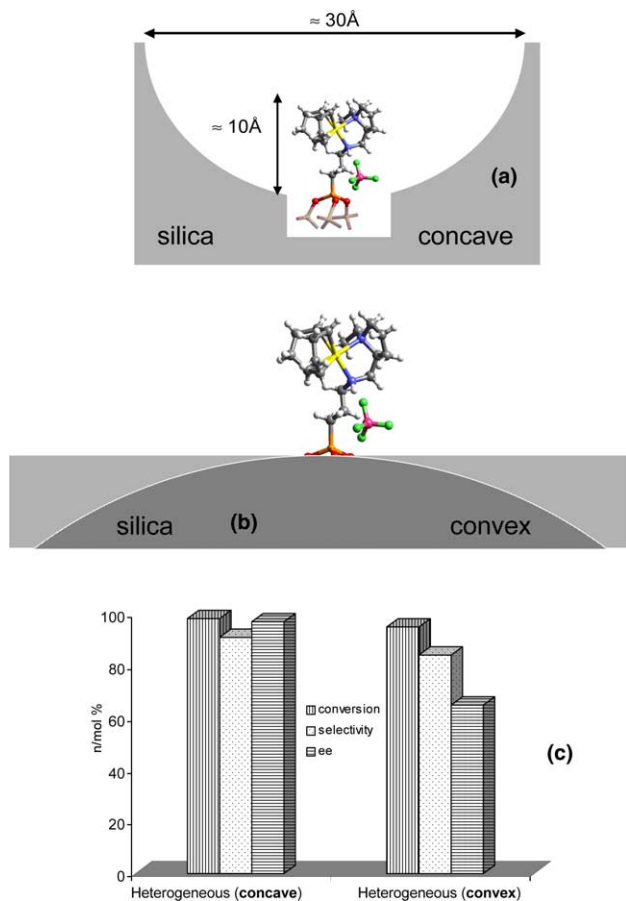 ≈ 30Å
≈ 10Å
(a)
silica concave
silica (b) convex
100
80
60
40
20
0
n/mol %
conversion
selectivity
ee
(c)
Heterogeneous (concave) Heterogeneous (convex)